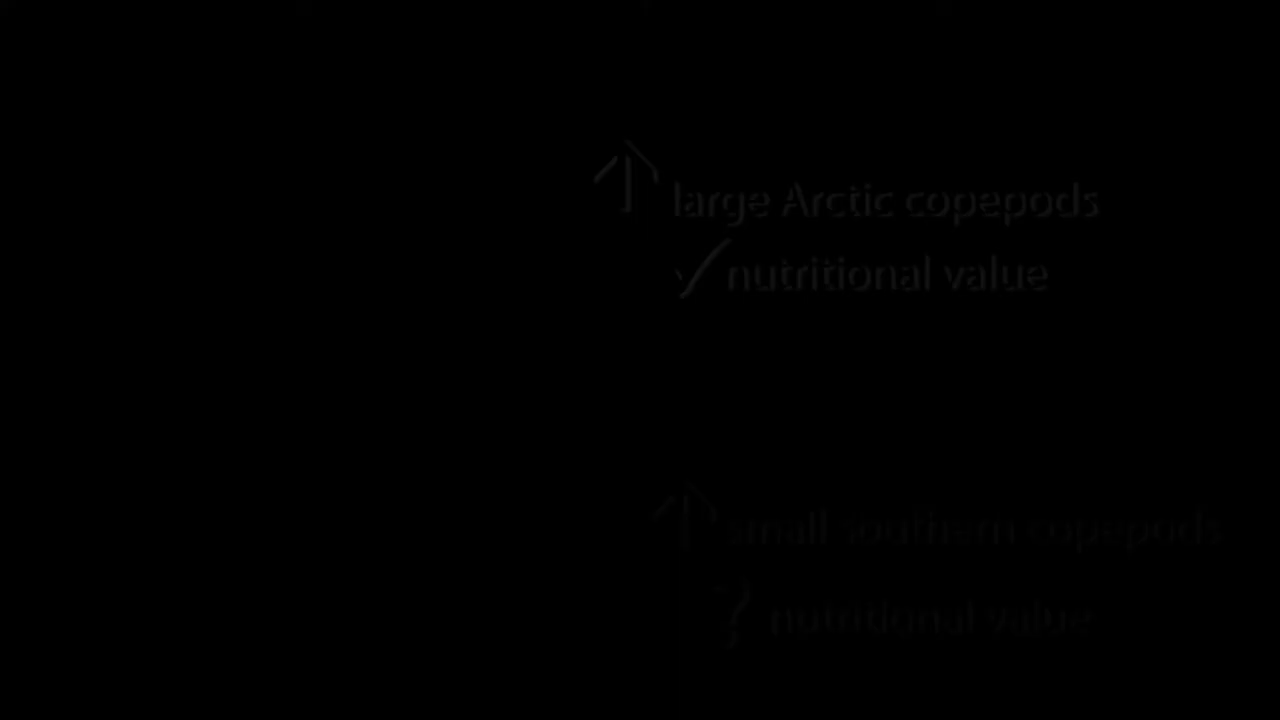 ↑ large Arctic copepods
✓ nutritional value
↑ small Southern copepods
? nutritional value